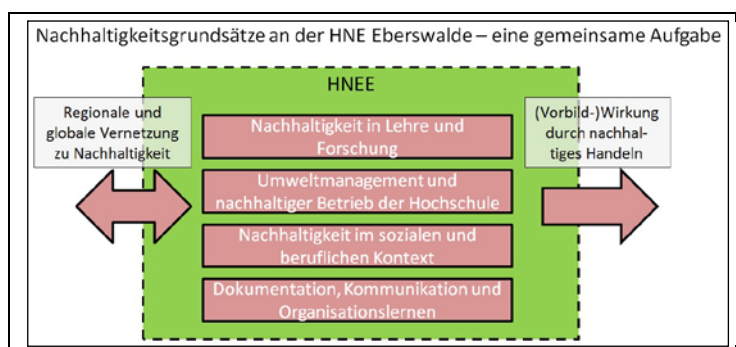 Nachhaltigkeitsgrundsätze an der HNE Eberswalde – eine gemeinsame Aufgabe
HNEE
Regionale und
globale Vernetzung
zu Nachhaltigkeit
Nachhaltigkeit in Lehre und
Forschung
Umweltmanagement und
nachhaltiger Betrieb der Hochschule
Nachhaltigkeit im sozialen und
beruflichen Kontext
Dokumentation, Kommunikation und
Organisationslernen
(Vorbild-)Wirkung
durch nachhal-
tiges Handeln